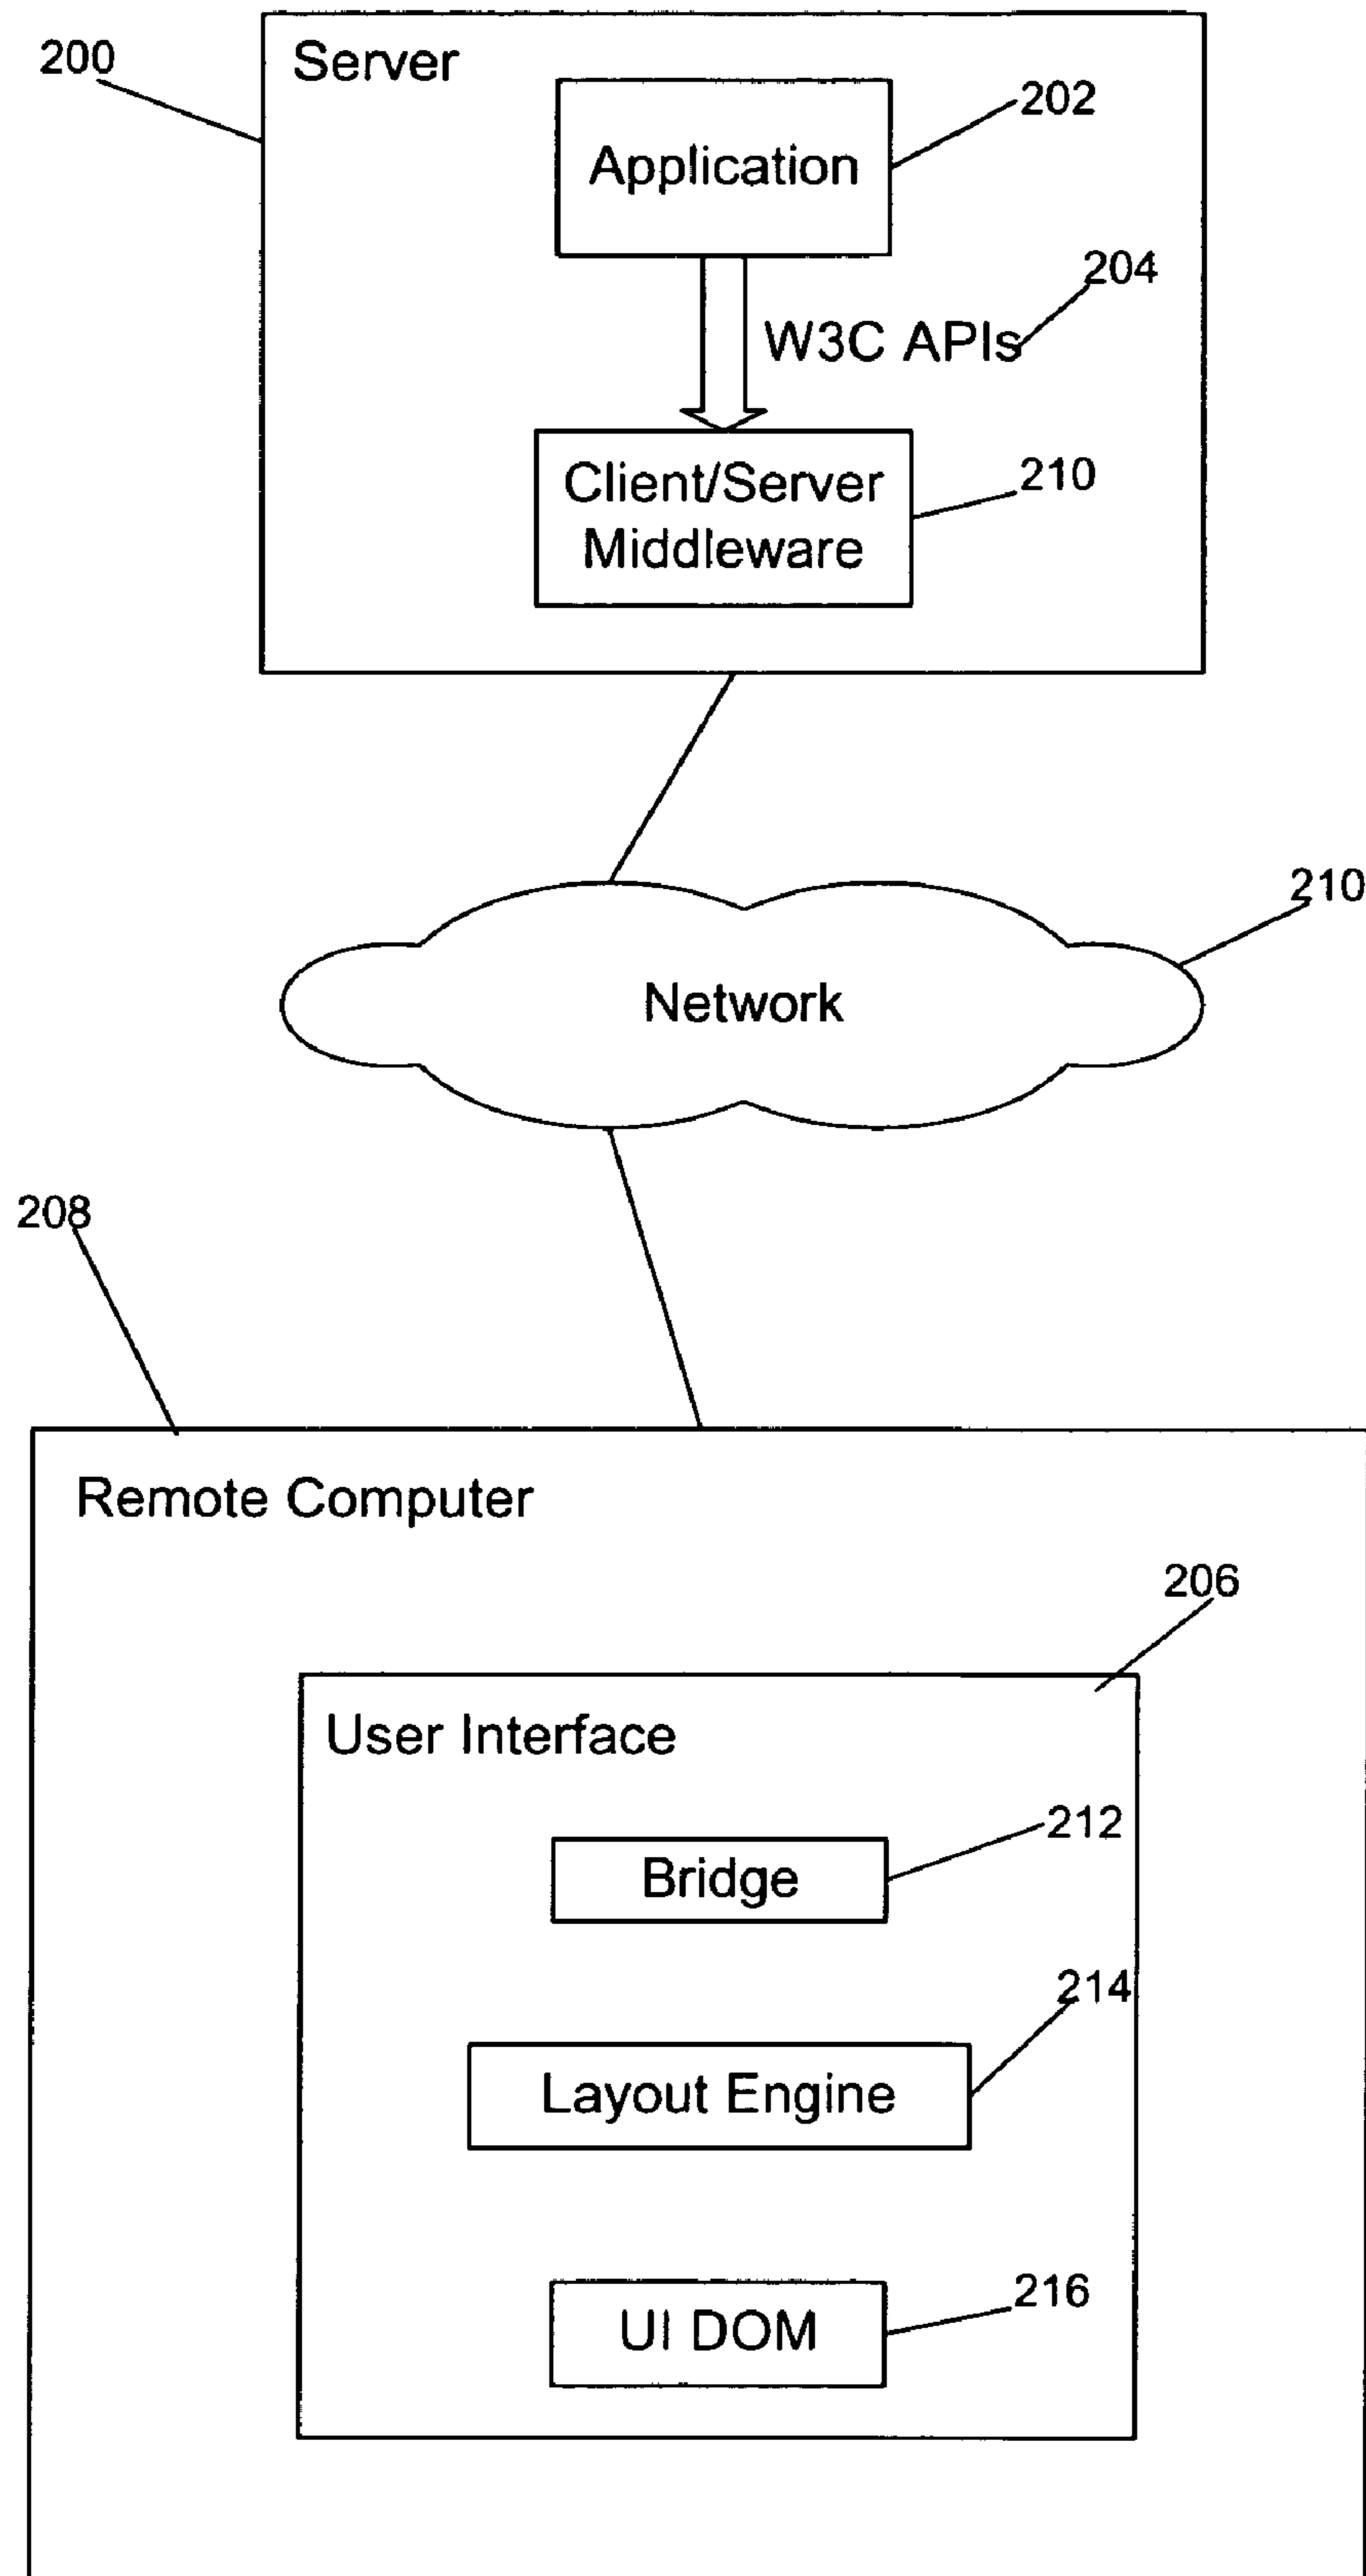 200
Server
202
Application
204
W3C APIs
Client/Server
Middleware
210
210
Network
208
Remote Computer
206
User Interface
212
Bridge
214
Layout Engine
216
UI DOM